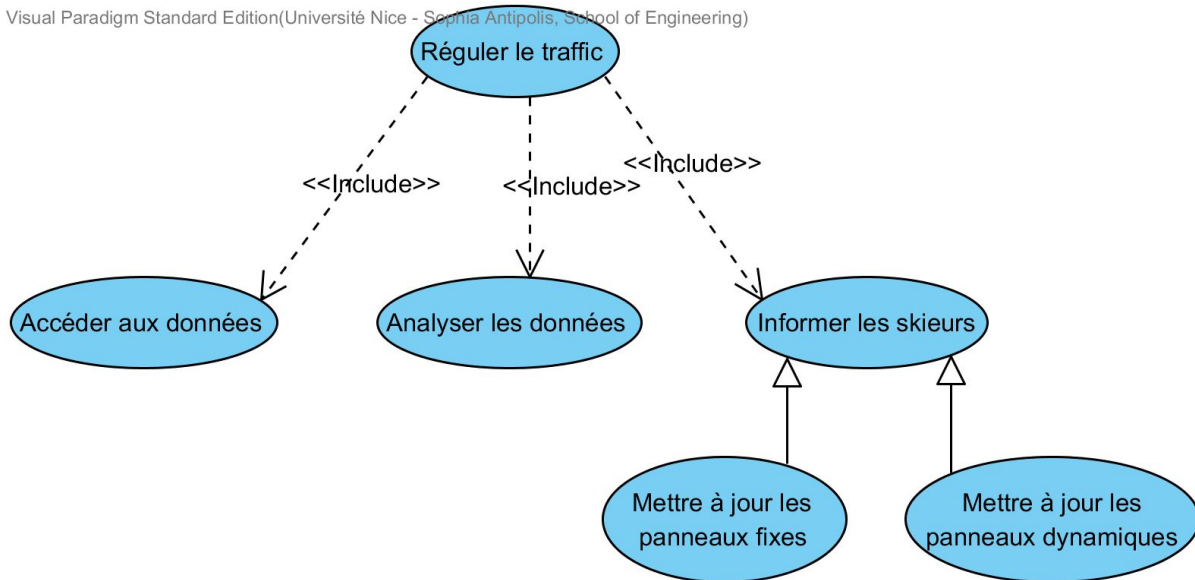 Visual Paradigm Standard Edition(Université Nice - Sophia Antipolis, School of Engineering)
Réguler le traffic
<<Include>>
<<Include>>
<<Include>>
Accéder aux données
Analyser les données
Informer les skieurs
Mettre à jour les
panneaux fixes
Mettre à jour les
panneaux dynamiques